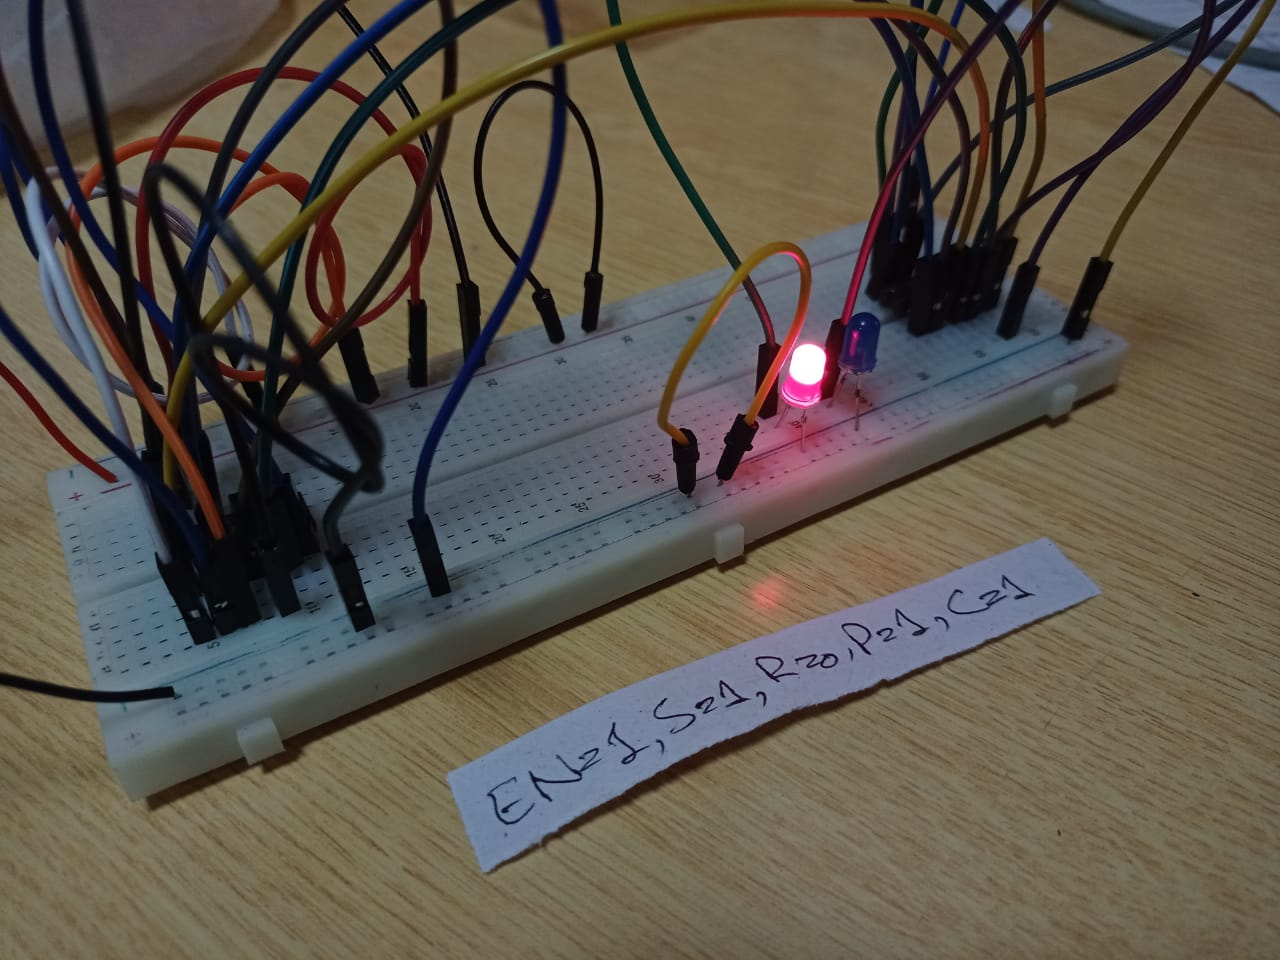 EN=1, S=1, R=0, P=1, C=1